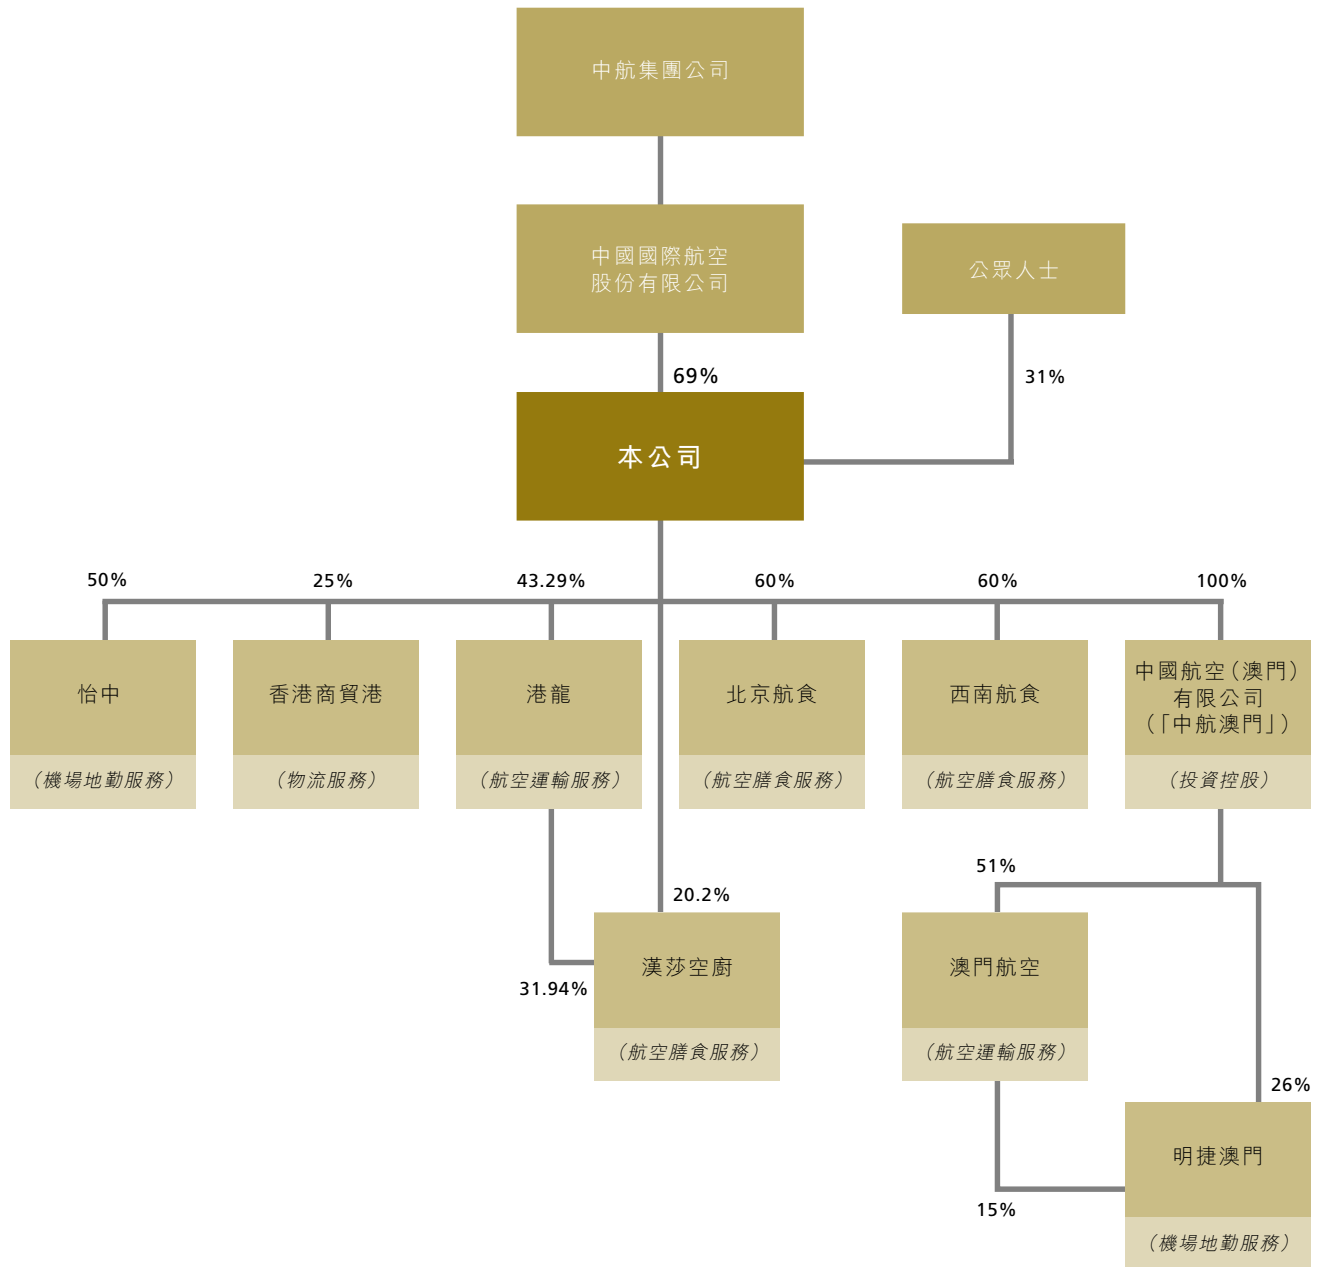 中航集團公司
中國國際航空
股份有限公司
公眾人士
69%
31%
本公司
50%
25%
43.29%
60%
60%
100%
怡中
香港商貿港
港龍
北京航食
西南航食
中國航空（澳門）
有限公司
（「中航澳門」）
（機場地勤服務）
（物流服務）
（航空運輸服務）
（航空膳食服務）
（航空膳食服務）
（投資控股）
51%
20.2%
漢莎空廚
澳門航空
31.94%
（航空膳食服務）
（航空運輸服務）
26%
明捷澳門
15%
（機場地勤服務）